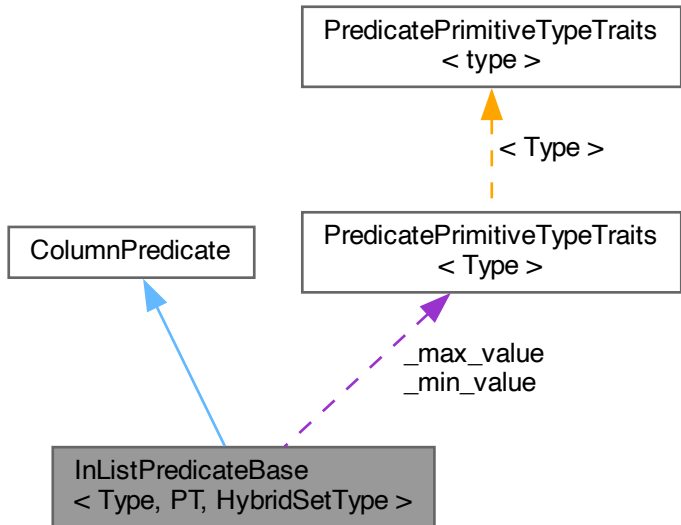 PredicatePrimitiveTypeTraits
< type >
< Type >
ColumnPredicate
PredicatePrimitiveTypeTraits
< Type >
_max_value
_min_value
InListPredicateBase
< Type, PT, HybridSetType >